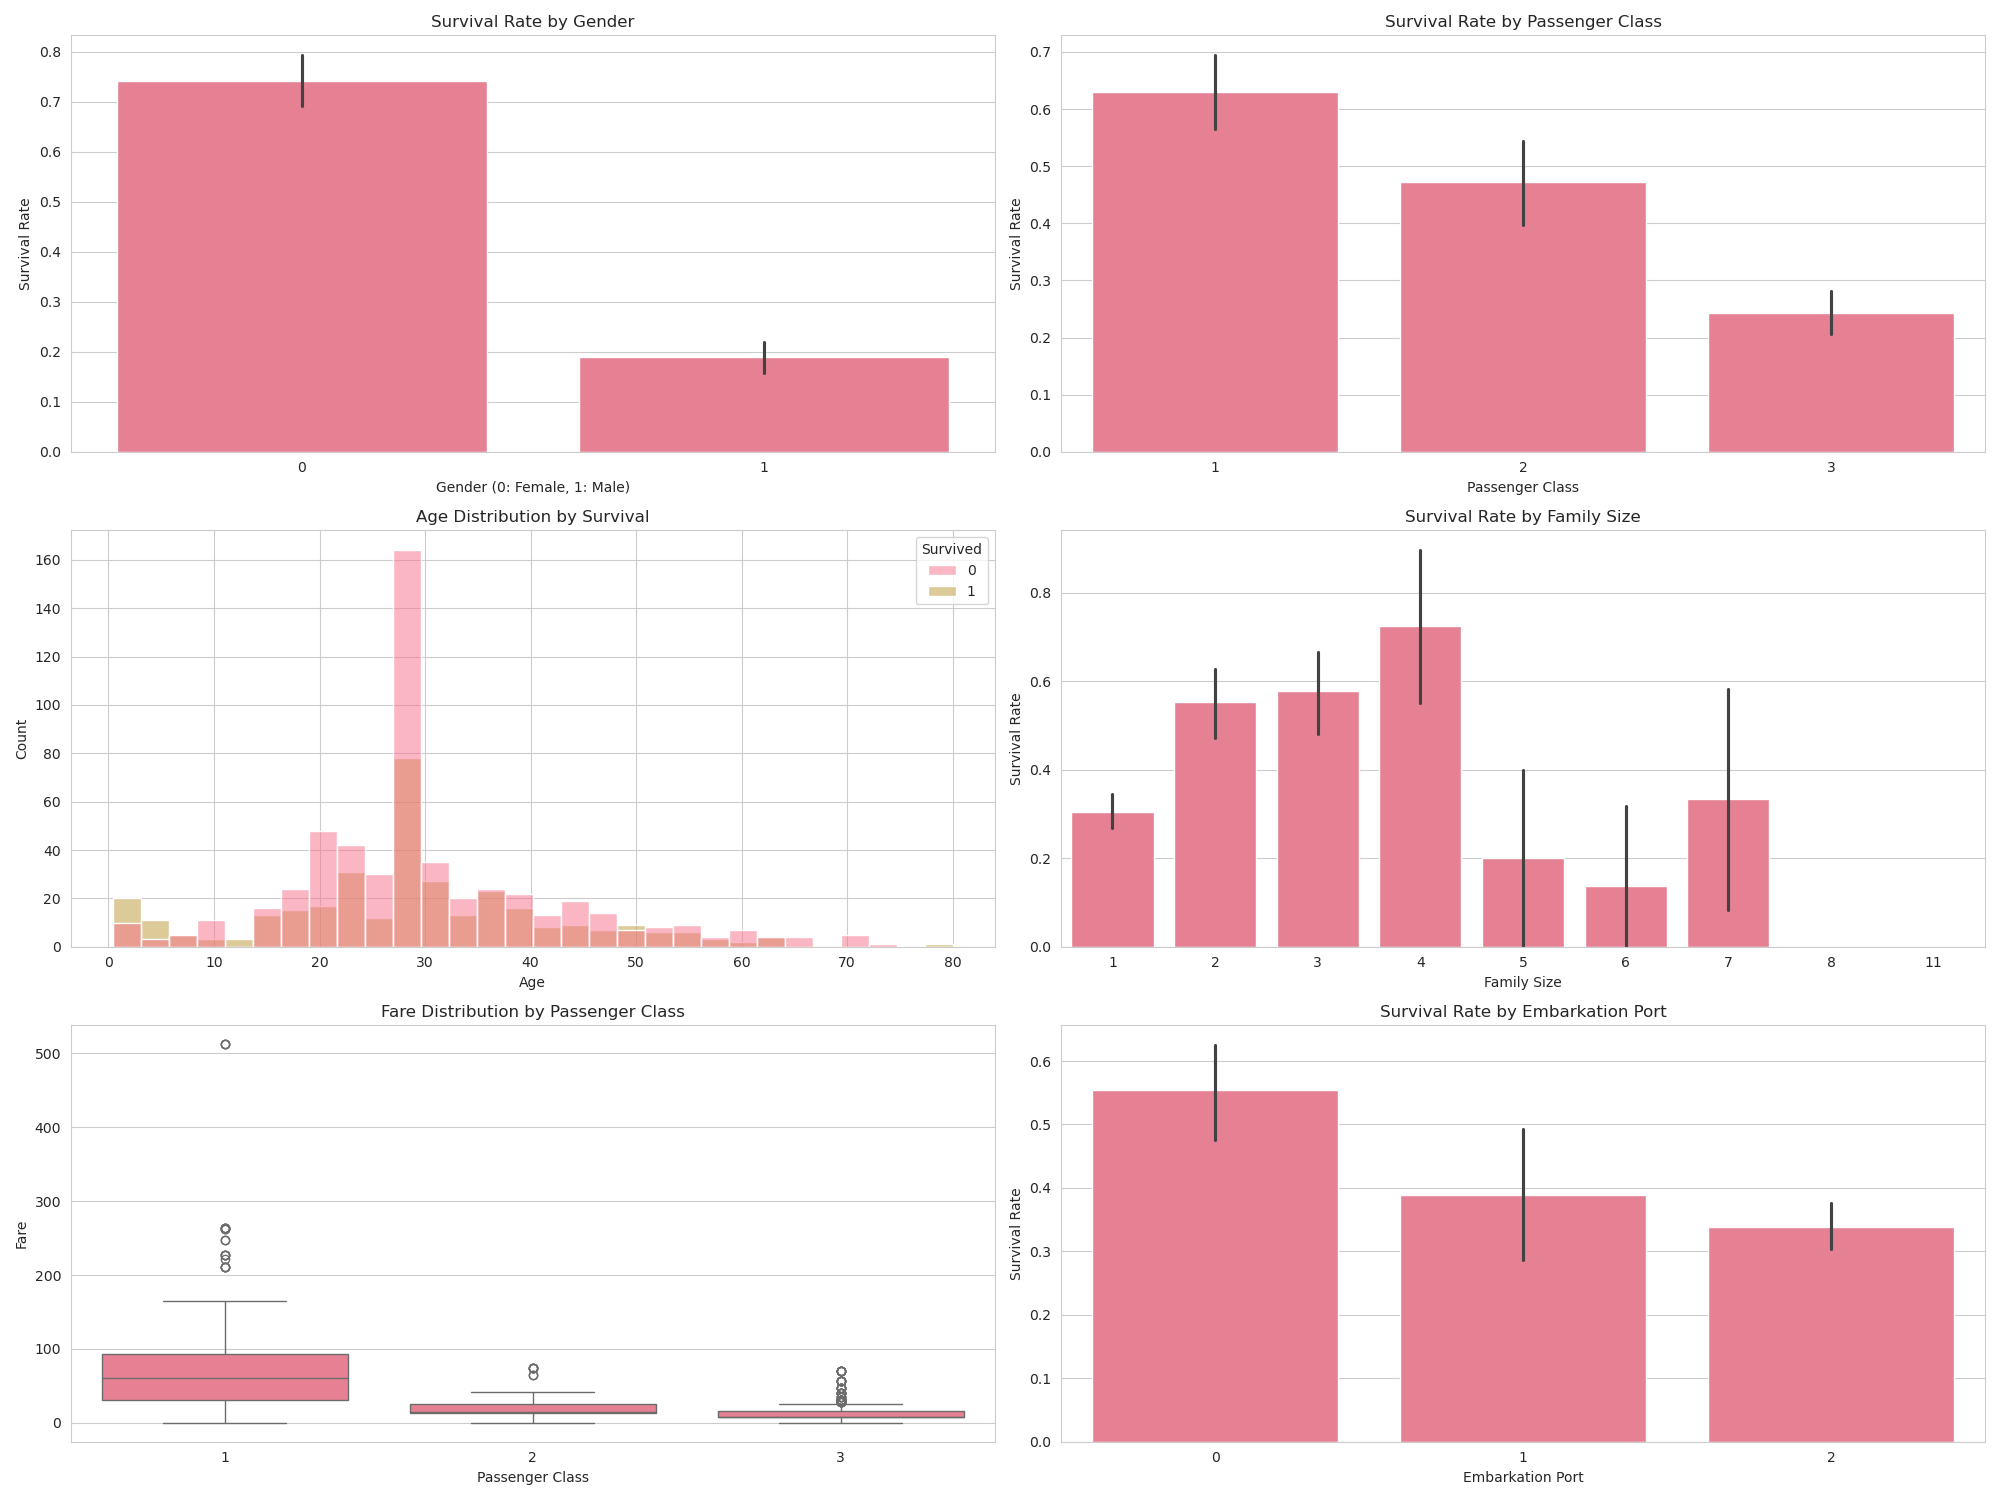 Survival Rate by Gender
Survival Rate
0.8
0.7
0.6
0.5
0.4
0.3
0.2
0.1
0.0
0 1
Gender (0: Female, 1: Male)
Survival Rate by Passenger Class
Survival Rate
0.7
0.6
0.5
0.4
0.3
0.2
0.1
0.0
1 2 3
Passenger Class
Age Distribution by Survival
Count
160
140
120
100
80
60
40
20
0
Survived
0
1
0 10 20 30 40 50 60 70 80
Age
Survival Rate by Family Size
Survival Rate
0.8
0.6
0.4
0.2
0.0
1 2 3 4 5 6 7 8 11
Family Size
Fare Distribution by Passenger Class
Fare
500
400
300
200
100
0
1 2 3
Passenger Class
Survival Rate by Embarkation Port
Survival Rate
0.6
0.5
0.4
0.3
0.2
0.1
0.0
0 1 2
Embarkation Port